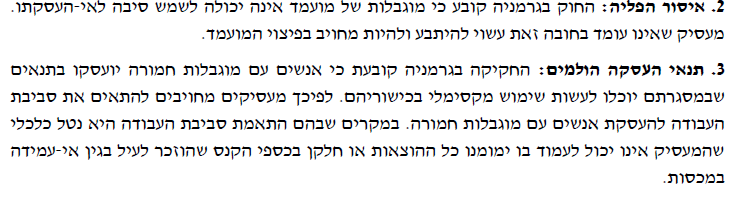 2. איסור הפליה: החוק בגרמניה קובע כי מוגבלות של מועמד אינה יכולה לשמש סיבה לאי-העסקתו.
מעסיק שאינו עומד בחובה זאת עשוי להיתבע ולהיות מחויב בפיצוי המועמד.
3. תנאי העסקה הולמים: החקיקה בגרמניה קובעת כי אנשים עם מוגבלות חמורה יועסקו בתנאים
שבמסגרתם יוכלו לעשות שימוש מקסימלי בכישוריהם. לפיכך מעסיקים מחויבים להתאים את סביבת
העבודה להעסקת אנשים עם מוגבלות חמורה. במקרים שבהם התאמת סביבת העבודה היא נטל כלכלי
שהמעסיק אינו יכול לעמוד בו ימומנו כל ההוצאות או חלקן בכספי הקנס שהוזכר לעיל בגין אי-עמידה
במכסות.